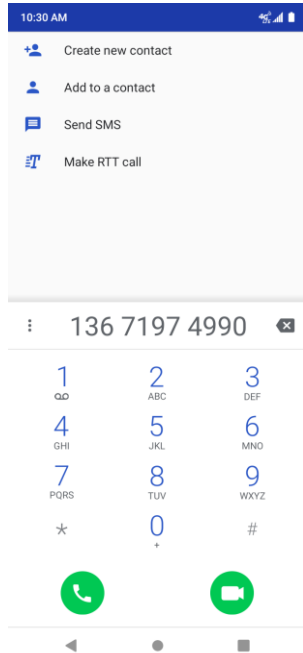 10:30 AM
Create new contact
Add to a contact
Send SMS
Make RTT call
136 7197 4990
1 2 3
ABC DEF
4 5 6
GHI JKL MNO
7 8 9
PQRS TUV WXYZ
* 0 #
+